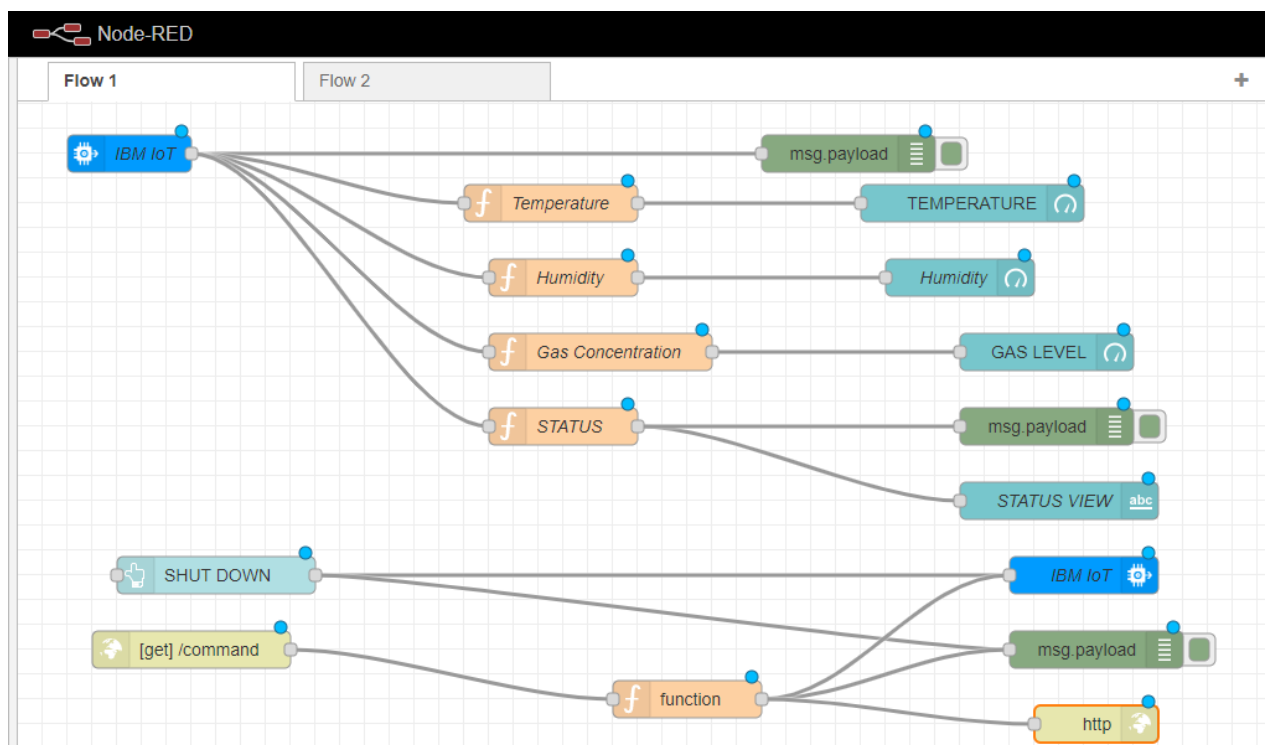 Node-RED
Flow 1
Flow 2
+
IBM IoT
msg.payload
f Temperature
TEMPERATURE
f Humidity
Humidity
f Gas Concentration
GAS LEVEL
f STATUS
msg.payload
STATUS VIEW abc
SHUT DOWN
IBM IoT
[get] /command
msg.payload
f function
http